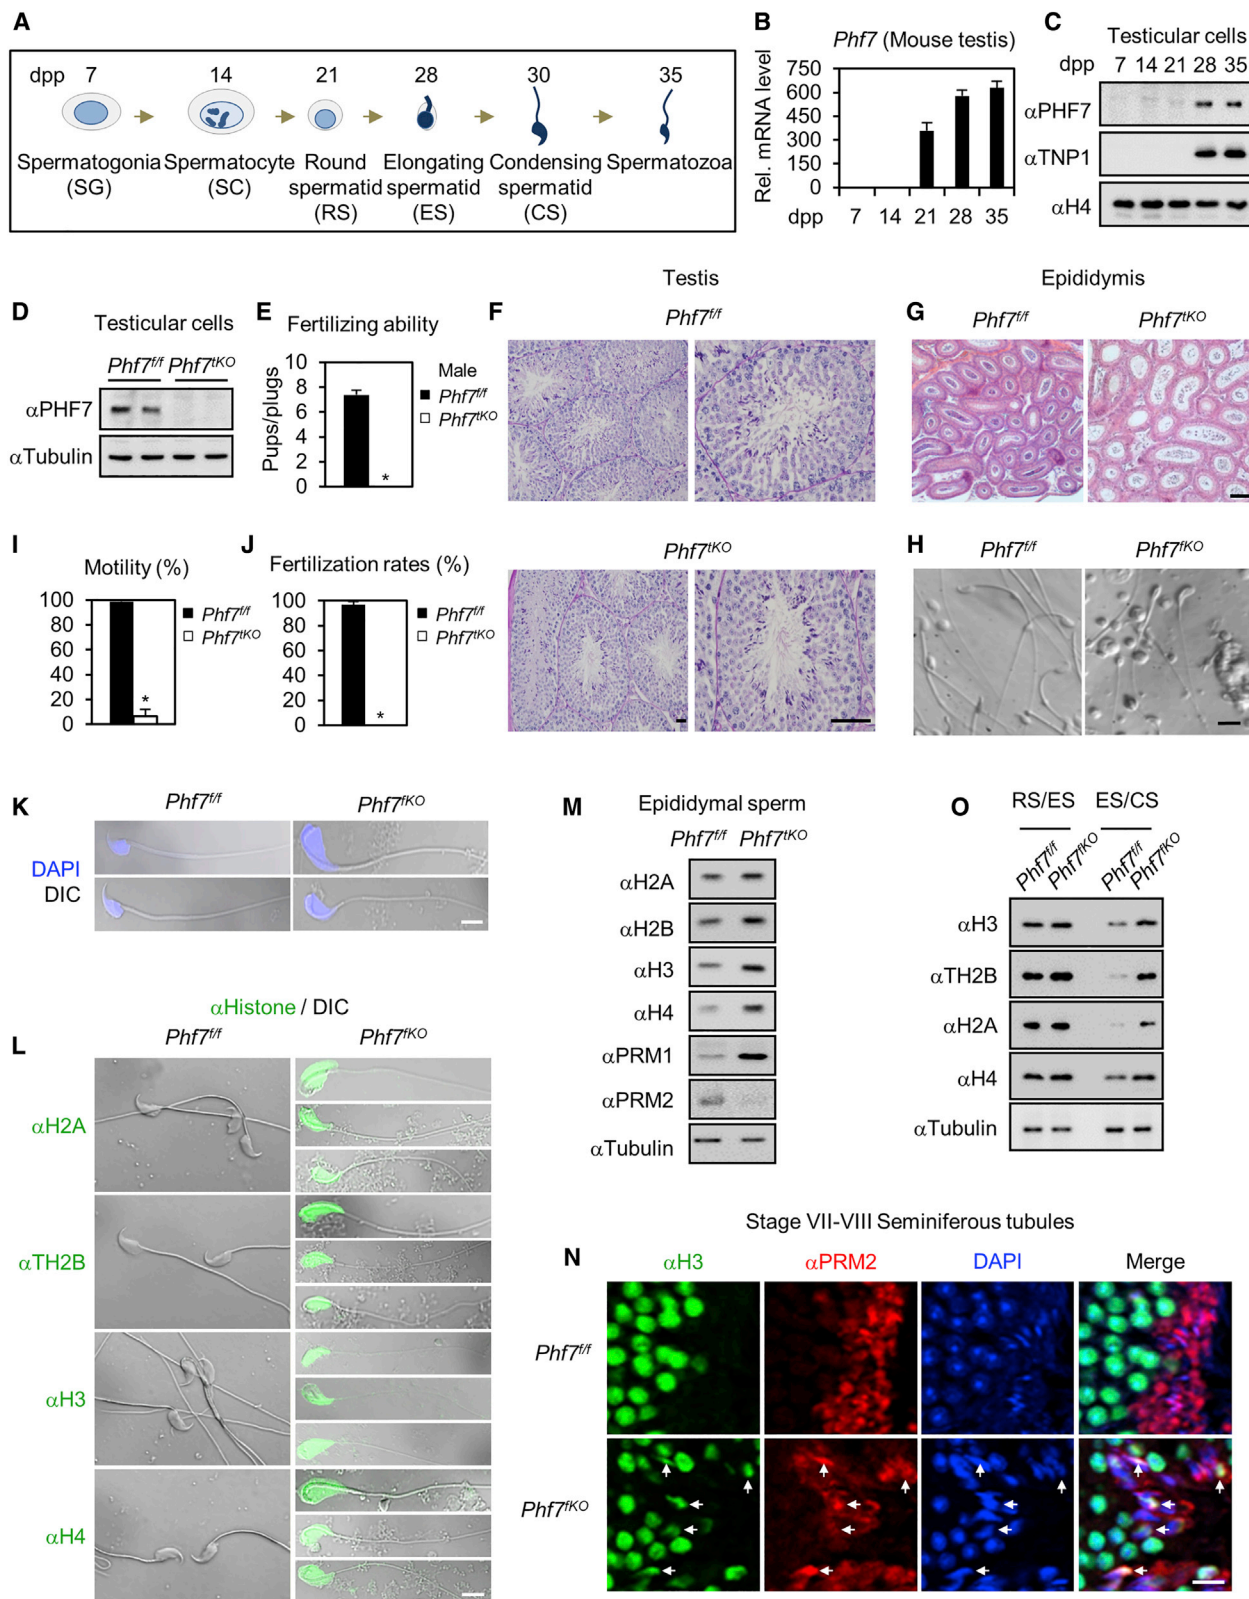 A
dpp 7 14 21 28 30 35
Spermatogonia Spermatocyte Round Elongating Condensing Spermatozoa
(SG) (SC) spermatid spermatid spermatid
(RS) (ES) (CS)
B
Phf7 (Mouse testis)
Rel. mRNA level
750
600
450
300
150
0
dpp 7 14 21 28 35
C
Testicular cells
dpp 7 14 21 28 35
αPHF7
αTNP1
αH4
D
Testicular cells
Phf7f/f Phf7tKO
αPHF7
αTubulin
E
Fertilizing ability
Pups/plugs
10
8
6
4
2
0
*
Male
Phf7f/f
Phf7tKO
F
Testis
Phf7f/f
Phf7tKO
G
Epididymis
Phf7f/f Phf7tKO
H
Phf7f/f Phf7fKO
I
Motility (%)
100
80
60
40
20
0
*
Phf7f/f
Phf7tKO
J
Fertilization rates (%)
100
80
60
40
20
0
*
Phf7f/f
Phf7tKO
K
Phf7f/f Phf7fKO
DAPI
DIC
αHistone / DIC
L
Phf7f/f Phf7fKO
αH2A
αTH2B
αH3
αH4
M
Epididymal sperm
Phf7f/f Phf7tKO
αH2A
αH2B
αH3
αH4
αPRM1
αPRM2
αTubulin
O
RS/ES ES/CS
Phf7f/f Phf7fKO Phf7f/f Phf7fKO
αH3
αTH2B
αH2A
αH4
αTubulin
Stage VII-VIII Seminiferous tubules
N
αH3 αPRM2 DAPI Merge
Phf7f/f
Phf7fKO